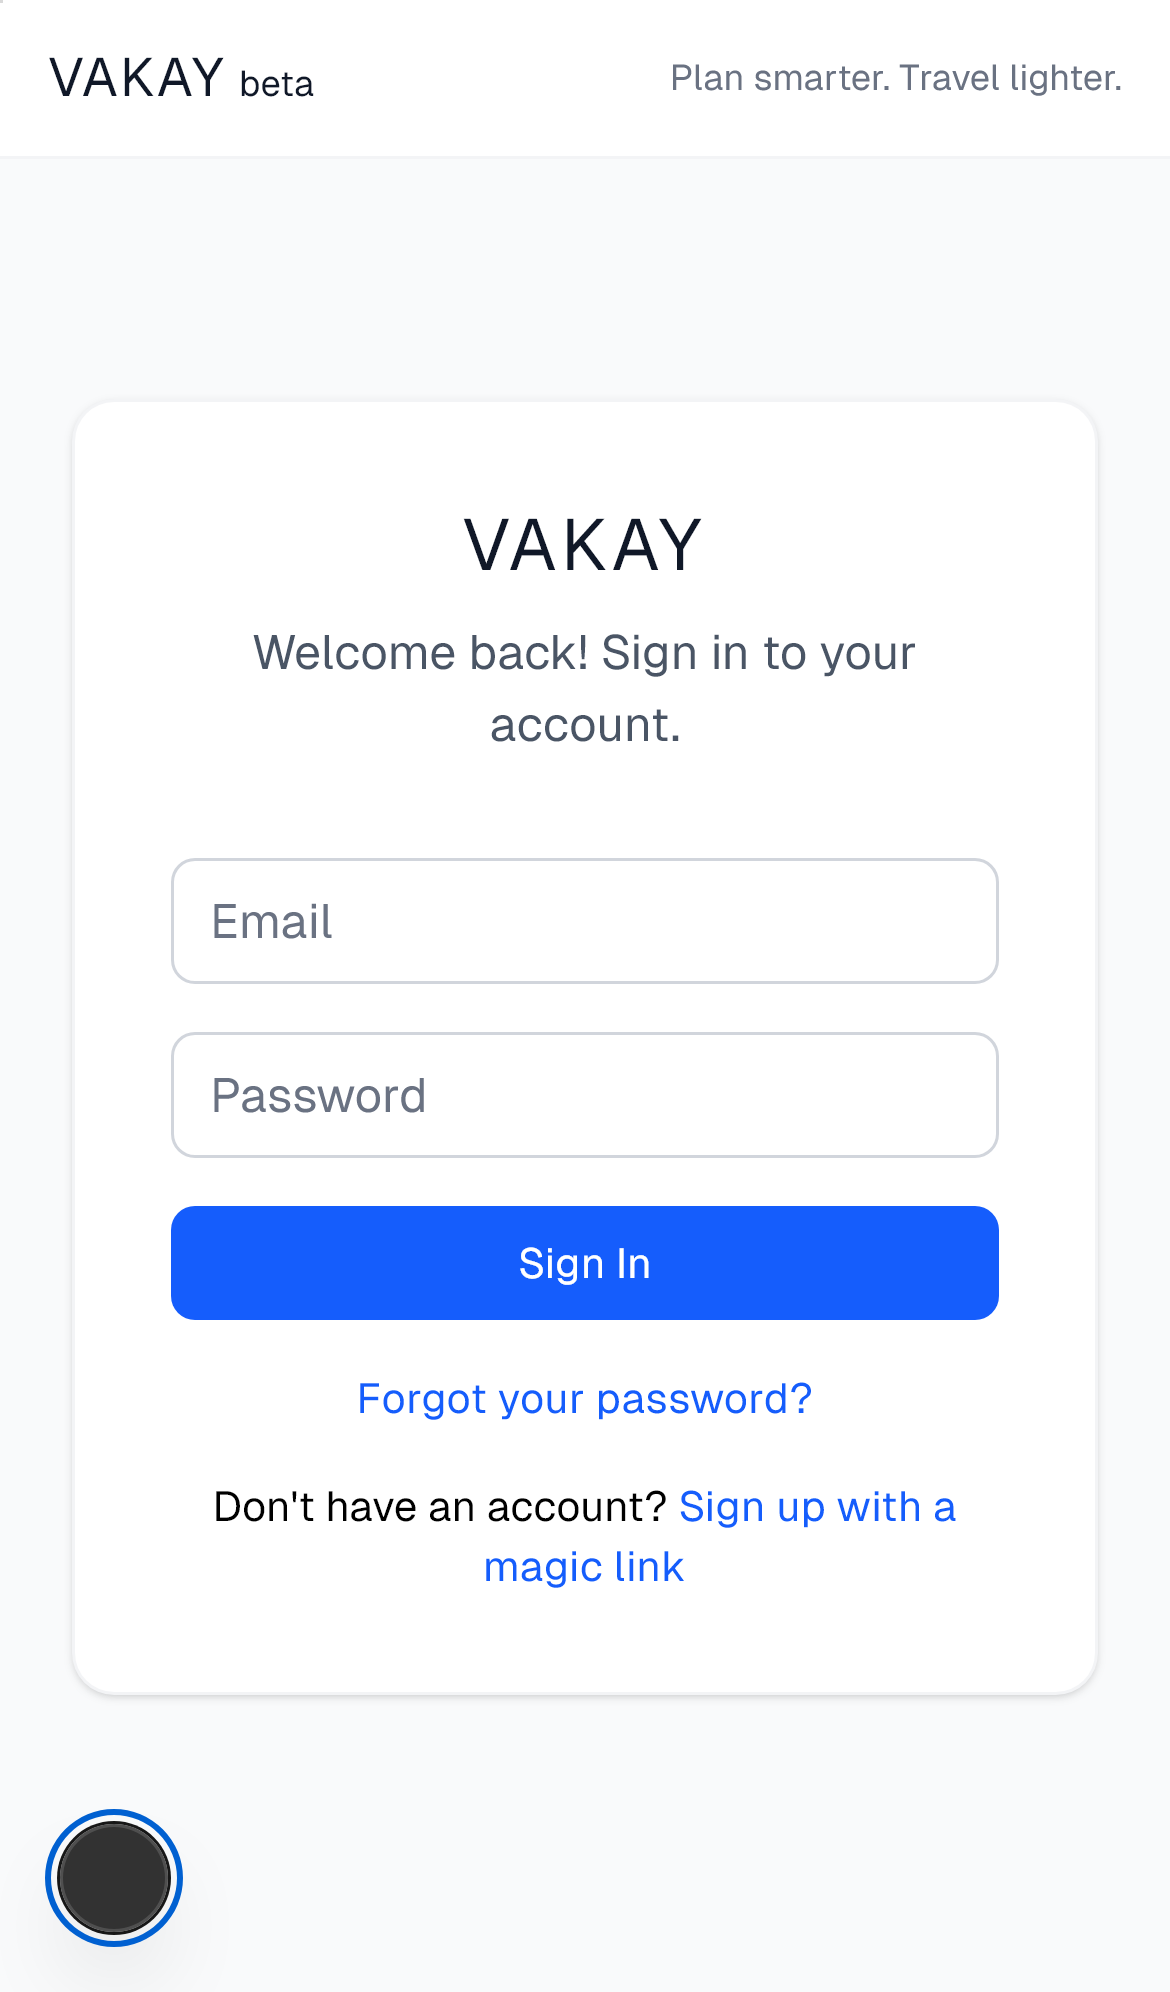 VAKAY beta
Plan smarter. Travel lighter.
VAKAY
Welcome back! Sign in to your
account.
Email
Password
Sign In
Forgot your password?
Don't have an account? Sign up with a
magic link